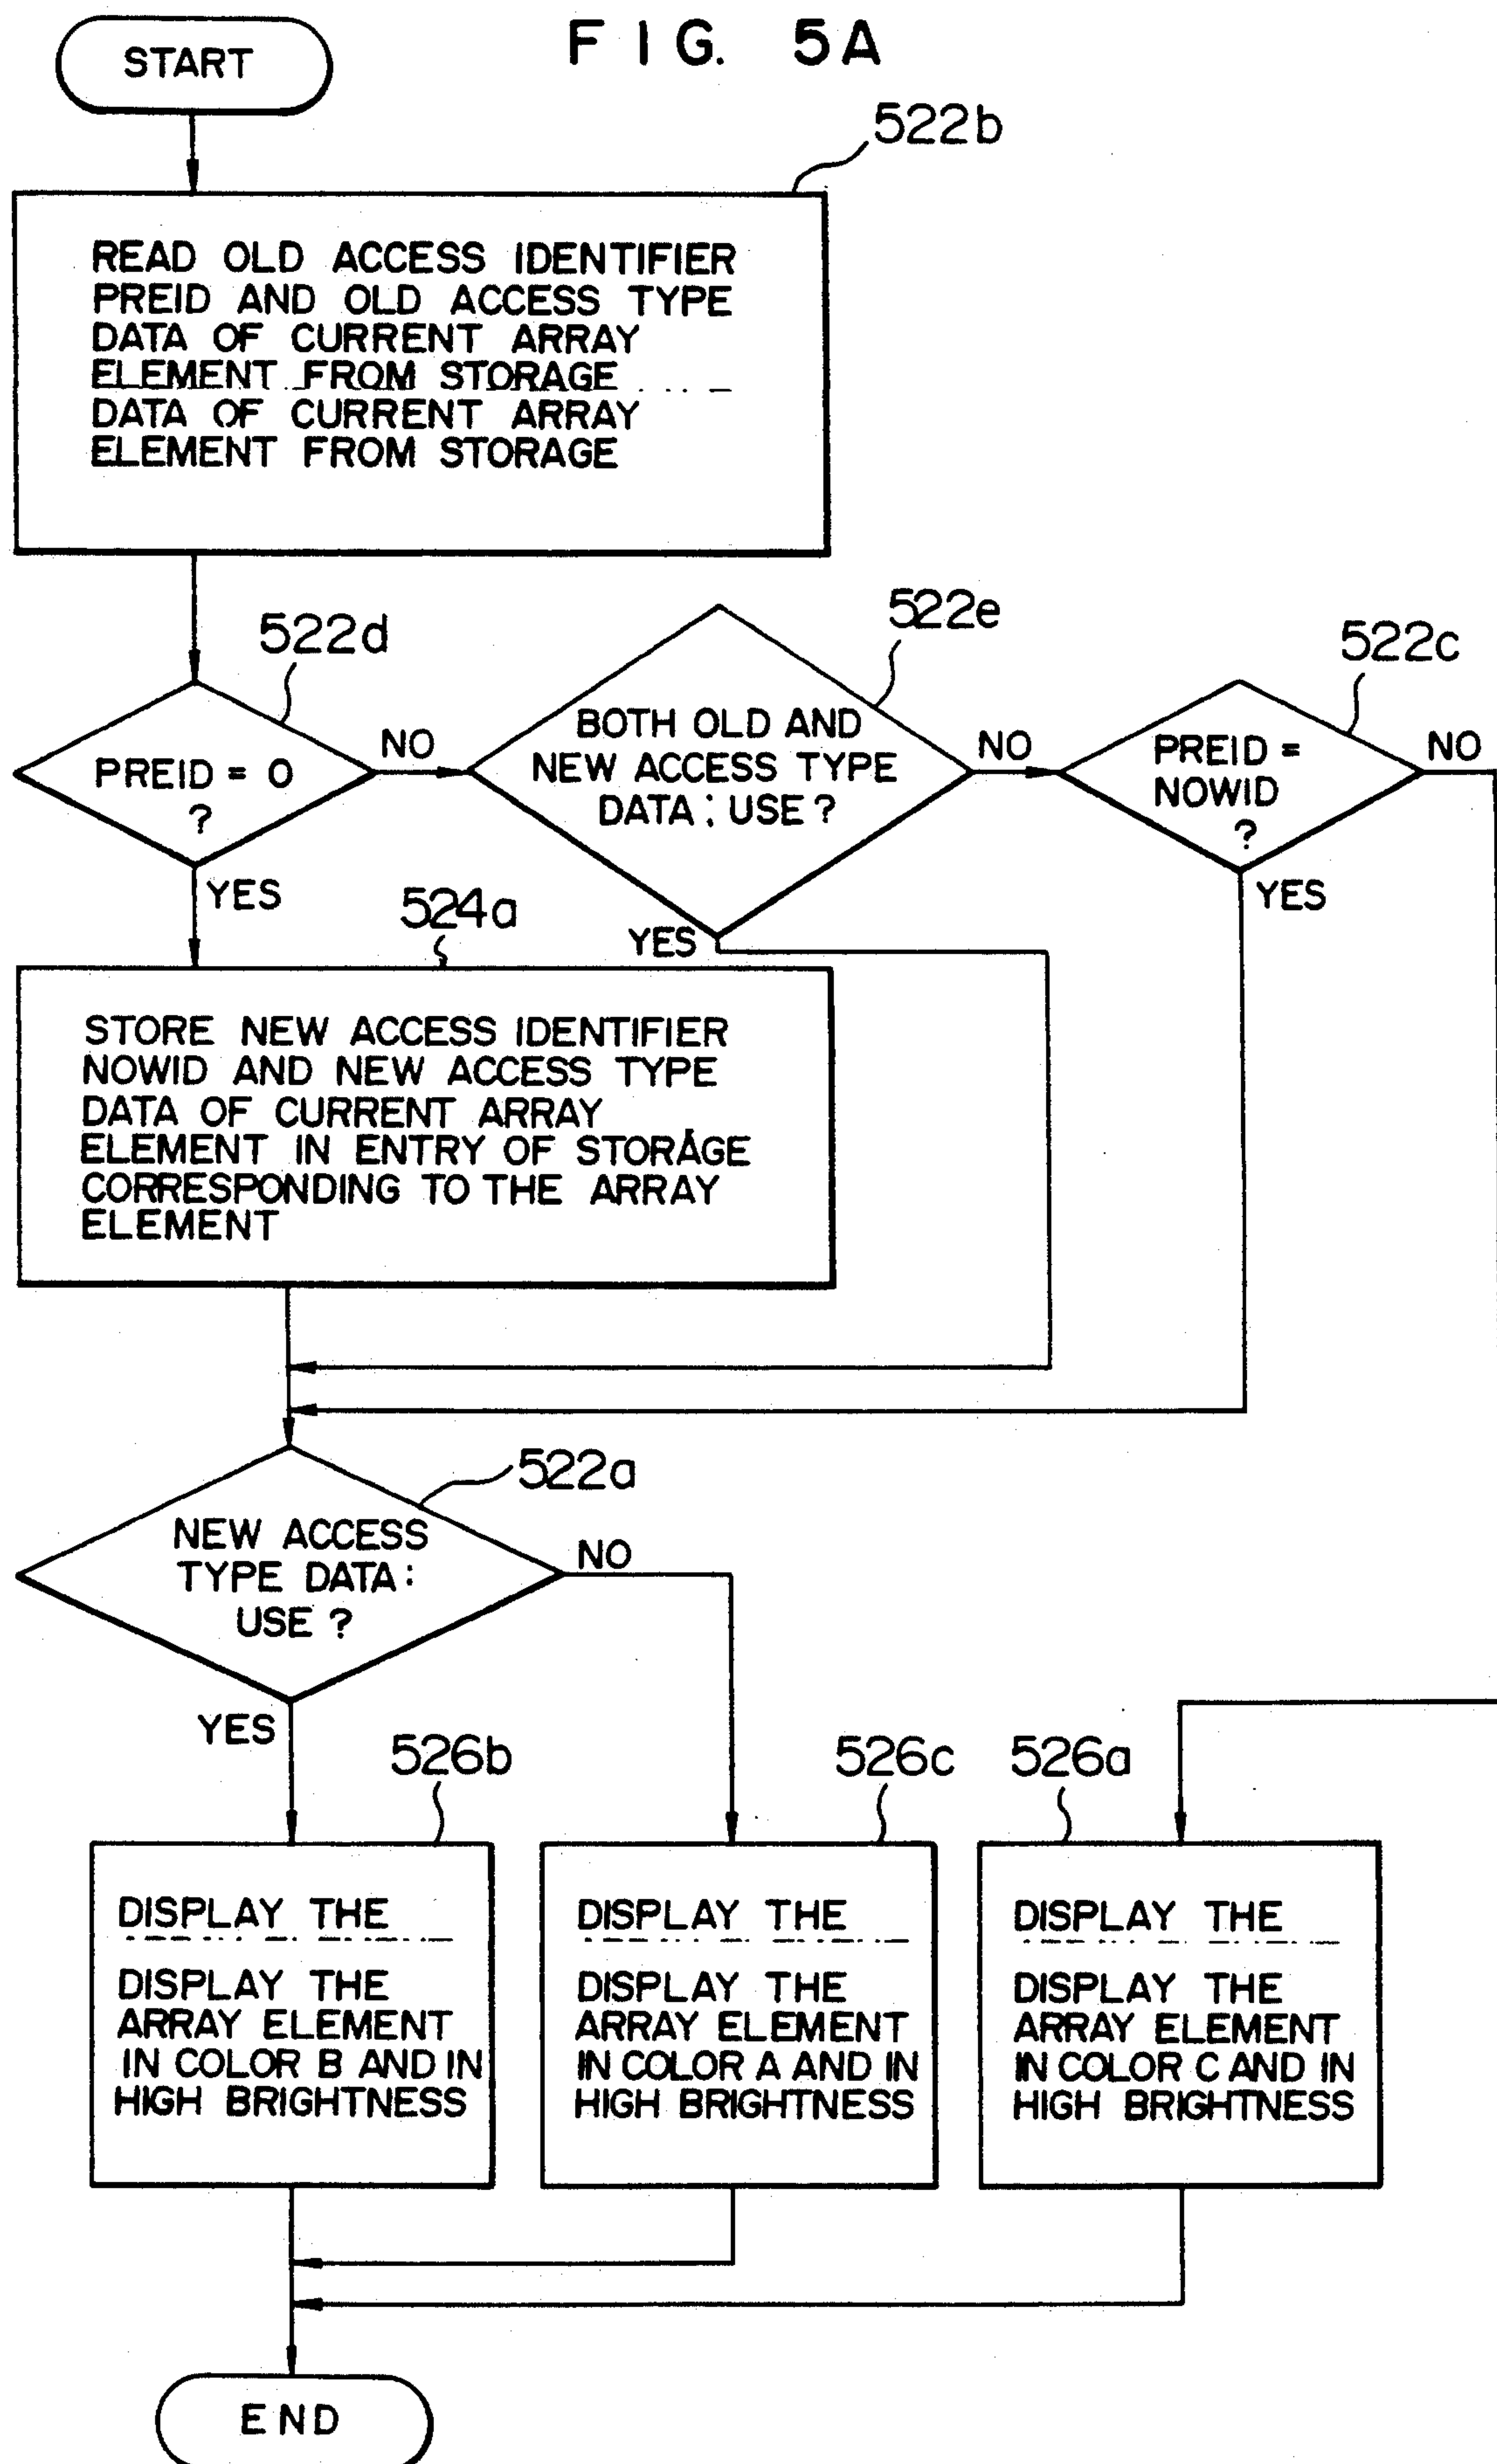 FIG. 5A
START
522b
READ OLD ACCESS IDENTIFIER
PREID AND OLD ACCESS TYPE
DATA OF CURRENT ARRAY
ELEMENT FROM STORAGE
DATA OF CURRENT ARRAY
ELEMENT FROM STORAGE
522d
PREID = 0
?
NO
YES
522e
BOTH OLD AND
NEW ACCESS TYPE
DATA : USE ?
NO
YES
522c
PREID =
NOWID
?
NO
YES
524a
STORE NEW ACCESS IDENTIFIER
NOWID AND NEW ACCESS TYPE
DATA OF CURRENT ARRAY
ELEMENT IN ENTRY OF STORAGE
CORRESPONDING TO THE ARRAY
ELEMENT
522a
NEW ACCESS
TYPE DATA :
USE ?
NO
YES
526b
DISPLAY THE
DISPLAY THE
ARRAY ELEMENT
IN COLOR B AND IN
HIGH BRIGHTNESS
526c
DISPLAY THE
DISPLAY THE
ARRAY ELEMENT
IN COLOR A AND IN
HIGH BRIGHTNESS
526a
DISPLAY THE
DISPLAY THE
ARRAY ELEMENT
IN COLOR C AND IN
HIGH BRIGHTNESS
END